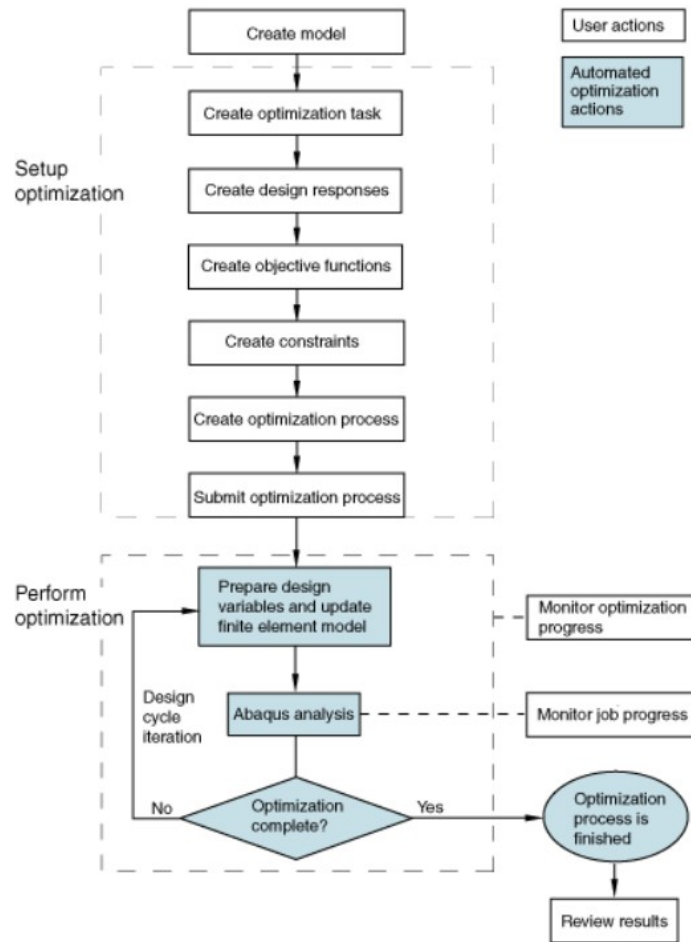 Create model
User actions
Automated
optimization
actions
Create optimization task
Setup
optimization
Create design responses
Create objective functions
Create constraints
Create optimization process
Submit optimization process
Perform
optimization
Prepare design
variables and update
finite element model
Monitor optimization
progress
Design
cycle
iteration
Abaqus analysis
Monitor job progress
No
Optimization
complete?
Yes
Optimization
process is
finished
Review results